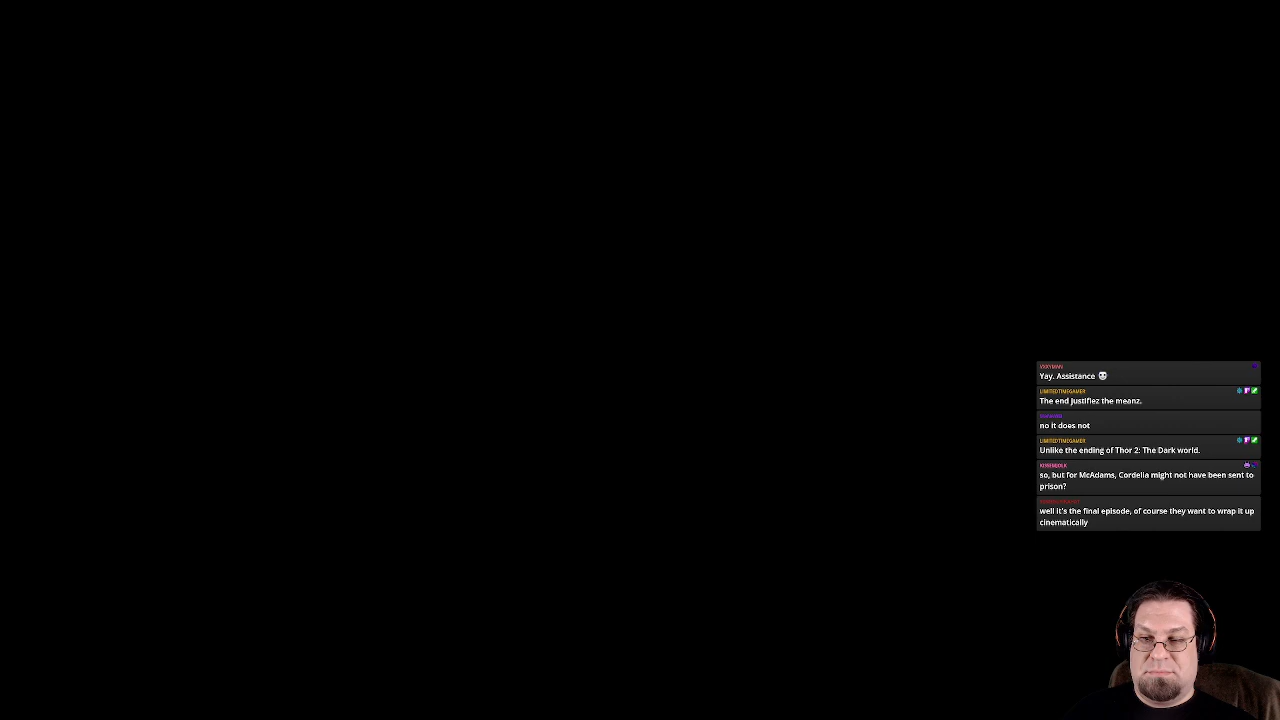 Yay. Assistance
LIMITEDTIMEGAMER
The end justifiez the meanz.
no it does not
LIMITEDTIMEGAMER
Unlike the ending of Thor 2: The Dark world.
so, but for McAdams, Cordelia might not have been sent to
prison?
well it's the final episode, of course they want to wrap it up
cinematically